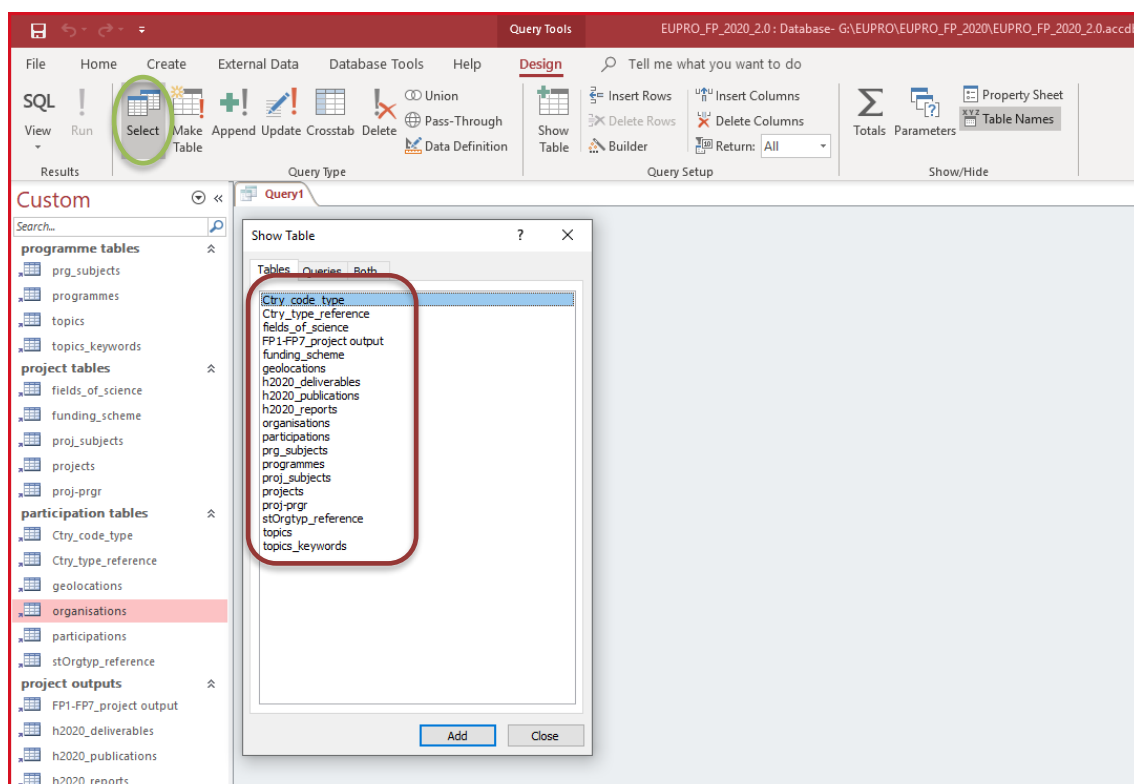 Query Tools
EUPRO_FP_2020_2.0 : Database- G:\EUPRO\EUPRO_FP_2020\EUPRO_FP_2020_2.0.accd
File Home Create External Data Database Tools Help Design Tell me what you want to do
SQL
View
Run
Results
Select
Make
Table
Append
Update
Crosstab
Delete
Union
Pass-Through
Data Definition
Query Type
Show
Table
Insert Rows
Delete Rows
Builder
Insert Columns
Delete Columns
Return: All
Query Setup
Totals
Parameters
Property Sheet
XYZ
Table Names
Show/Hide
Custom
Search...
programme tables
prg_subjects
programmes
topics
topics_keywords
project tables
fields_of_science
funding_scheme
proj_subjects
projects
proj-prgr
participation tables
Ctry_code_type
Ctry_type_reference
geolocations
organisations
participations
stOrgtyp_reference
project outputs
FP1-FP7_project output
h2020_deliverables
h2020_publications
h2020_reports
Query1
Show Table ?
Tables Queries Both
Ctry_code_type
Ctry_type_reference
fields_of_science
FP1-FP7_project output
funding_scheme
geolocations
h2020_deliverables
h2020_publications
h2020_reports
organisations
participations
prg_subjects
programmes
proj_subjects
projects
proj-prgr
stOrgtyp_reference
topics
topics_keywords
Add Close